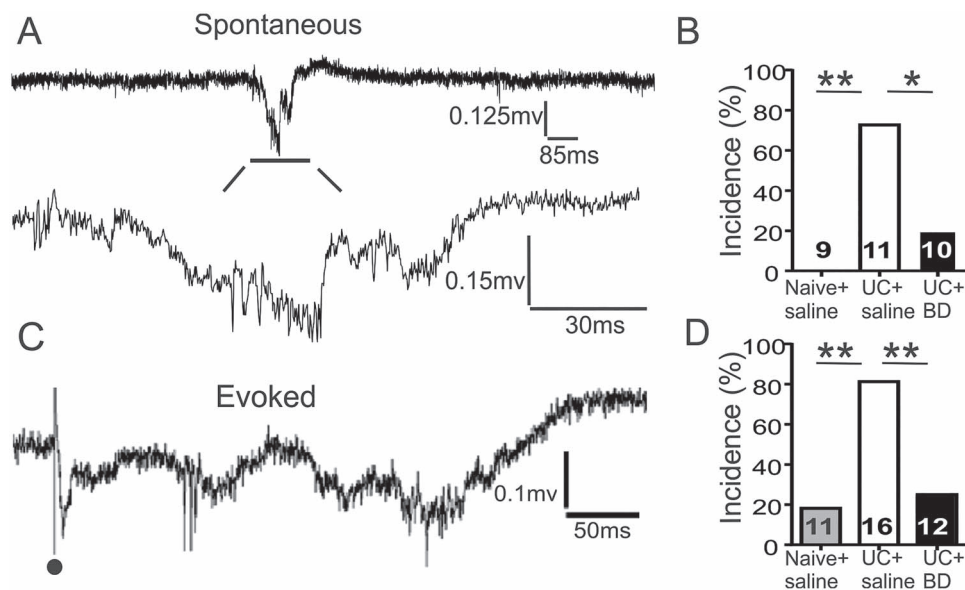 A
Spontaneous
0.125mv
85ms
0.15mv
30ms
B
Incidence (%)
100
80
60
40
20
0
** *
9 11 10
Naive+ UC+ UC+
saline saline BD
C
Evoked
0.1mv
50ms
D
Incidence (%)
100
80
60
40
20
0
** **
11 16 12
Naive+ UC+ UC+
saline saline BD